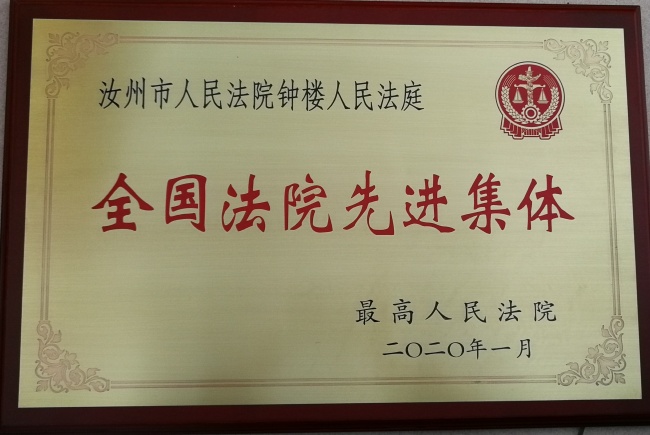 汝州市人民法院钟楼人民法庭
全国法院先进集体
最高人民法院
二〇二〇年一月